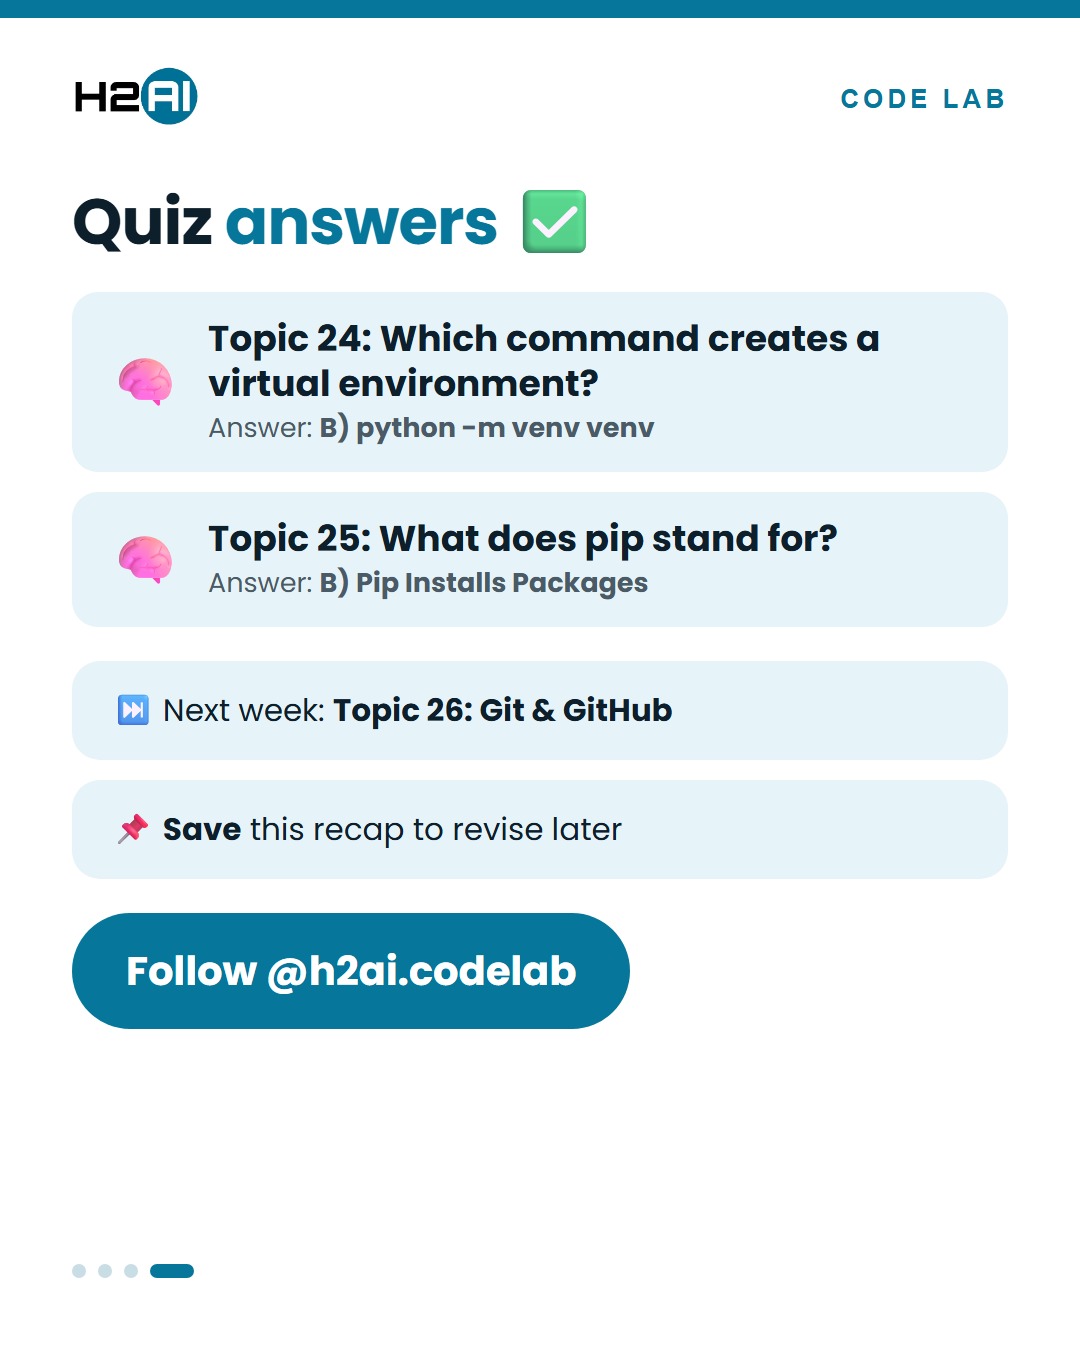 H2AI
CODE LAB
Quiz answers
Topic 24: Which command creates a
virtual environment?
Answer: B) python -m venv venv
Topic 25: What does pip stand for?
Answer: B) Pip Installs Packages
Next week: Topic 26: Git & GitHub
Save this recap to revise later
Follow @h2ai.codelab